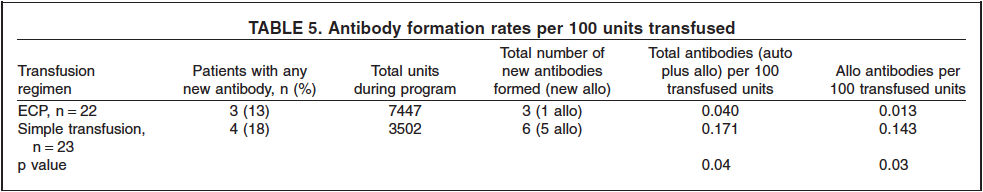 TABLE 5. Antibody formation rates per 100 units transfused
Transfusion regimen | Patients with any new antibody, n (%) | Total units during program | Total number of new antibodies formed (new allo) | Total antibodies (auto plus allo) per 100 transfused units | Allo antibodies per 100 transfused units
ECP, n = 22 | 3 (13) | 7447 | 3 (1 allo) | 0.040 | 0.013
Simple transfusion, n = 23 | 4 (18) | 3502 | 6 (5 allo) | 0.171 | 0.143
p value | 0.04 | 0.03